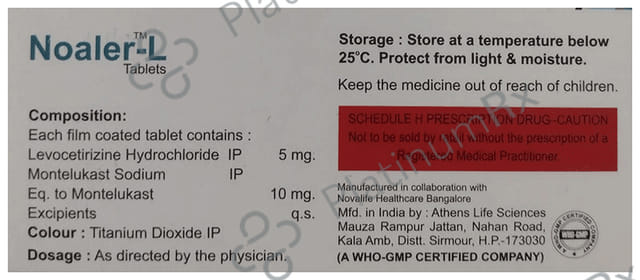 Noaler-L™
Tablets
Composition:
Each film coated tablet contains :
Levocetirizine Hydrochloride IP 5 mg.
Montelukast Sodium IP
Eq. to Montelukast 10 mg.
Excipients q.s.
Colour : Titanium Dioxide IP
Dosage : As directed by the physician.
Storage : Store at a temperature below
25°C. Protect from light & moisture.
Keep the medicine out of reach of children.
SCHEDULE H PRESCRIPTION DRUG-CAUTION
Not to be sold by retail without the prescription of a
Registered Medical Practitioner.
Manufactured in collaboration with
Novalife Healthcare Bangalore
Mfd. in India by : Athens Life Sciences
Mauza Rampur Jattan, Nahan Road,
Kala Amb, Distt. Sirmour, H.P.-173030
(A WHO-GMP CERTIFIED COMPANY)
WHO-GMP
PlatinumRx